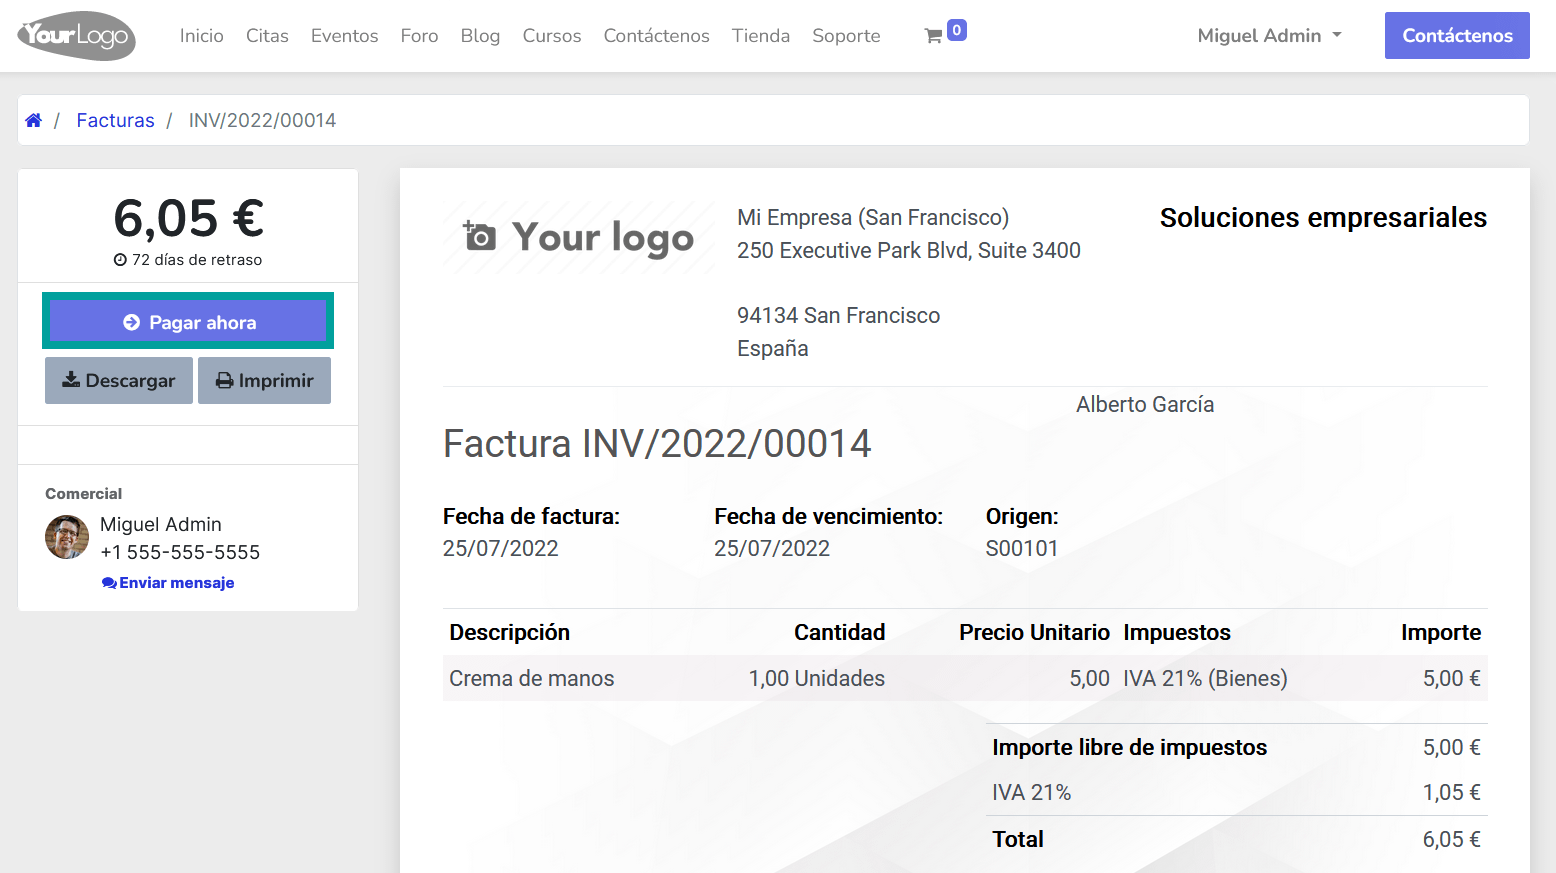 YourLogo
Inicio Citas Eventos Foro Blog Cursos Contáctenos Tienda Soporte 0 Miguel Admin Contáctenos
/ Facturas / INV/2022/00014
6,05 €
72 días de retraso
Pagar ahora
Descargar Imprimir
Comercial
Miguel Admin
+1 555-555-5555
Enviar mensaje
Your logo
Mi Empresa (San Francisco)
250 Executive Park Blvd, Suite 3400
94134 San Francisco
España
Soluciones empresariales
Alberto García
Factura INV/2022/00014
Fecha de factura: Fecha de vencimiento: Origen:
25/07/2022 25/07/2022 S00101
Descripción Cantidad Precio Unitario Impuestos Importe
Crema de manos 1,00 Unidades 5,00 IVA 21% (Bienes) 5,00 €
Importe libre de impuestos 5,00 €
IVA 21% 1,05 €
Total 6,05 €